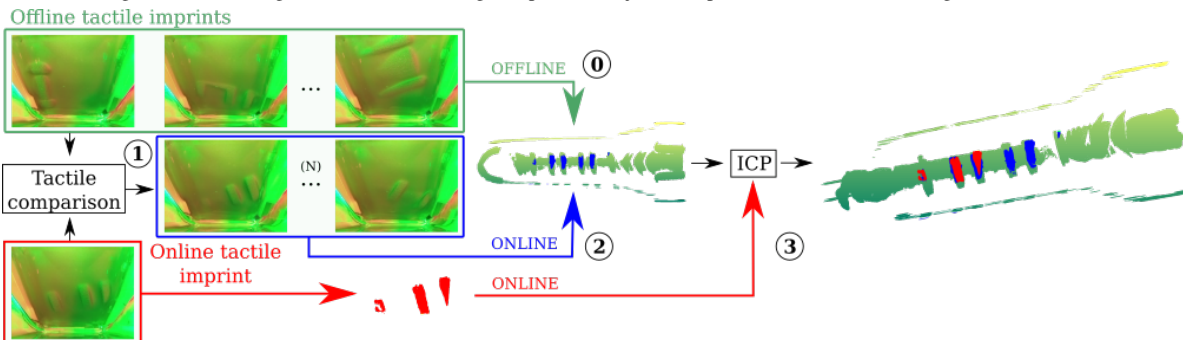 Offline tactile imprints
...
OFFLINE
0
1
Tactile
comparison
(N)
...
ICP
ONLINE
2
3
Online tactile
imprint
ONLINE